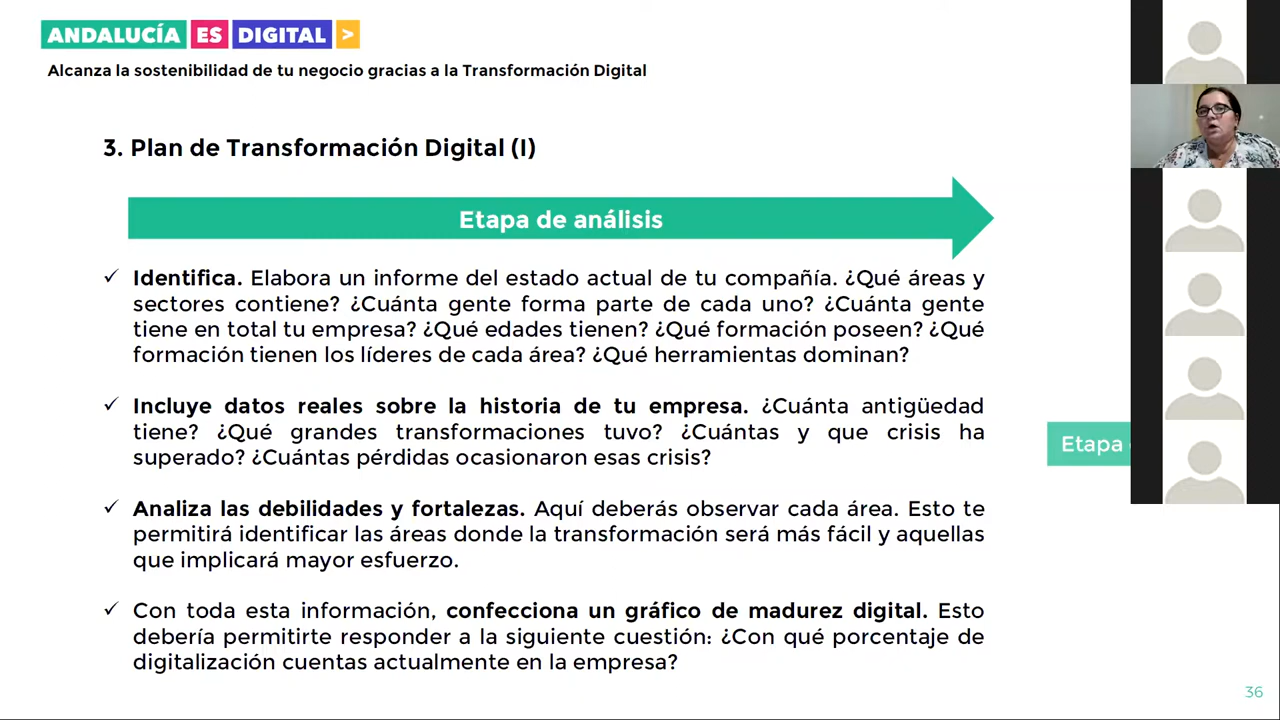 ANDALUCÍA ES DIGITAL >
Alcanza la sostenibilidad de tu negocio gracias a la Transformación Digital
3. Plan de Transformación Digital (I)
Etapa de análisis
✓ Identifica. Elabora un informe del estado actual de tu compañía. ¿Qué áreas y
sectores contiene? ¿Cuánta gente forma parte de cada uno? ¿Cuánta gente
tiene en total tu empresa? ¿Qué edades tienen? ¿Qué formación poseen? ¿Qué
formación tienen los líderes de cada área? ¿Qué herramientas dominan?
✓ Incluye datos reales sobre la historia de tu empresa. ¿Cuánta antigüedad
tiene? ¿Qué grandes transformaciones tuvo? ¿Cuántas y que crisis ha
superado? ¿Cuántas pérdidas ocasionaron esas crisis?
✓ Analiza las debilidades y fortalezas. Aquí deberás observar cada área. Esto te
permitirá identificar las áreas donde la transformación será más fácil y aquellas
que implicará mayor esfuerzo.
✓ Con toda esta información, confecciona un gráfico de madurez digital. Esto
debería permitirte responder a la siguiente cuestión: ¿Con qué porcentaje de
digitalización cuentas actualmente en la empresa?
Etapa
36